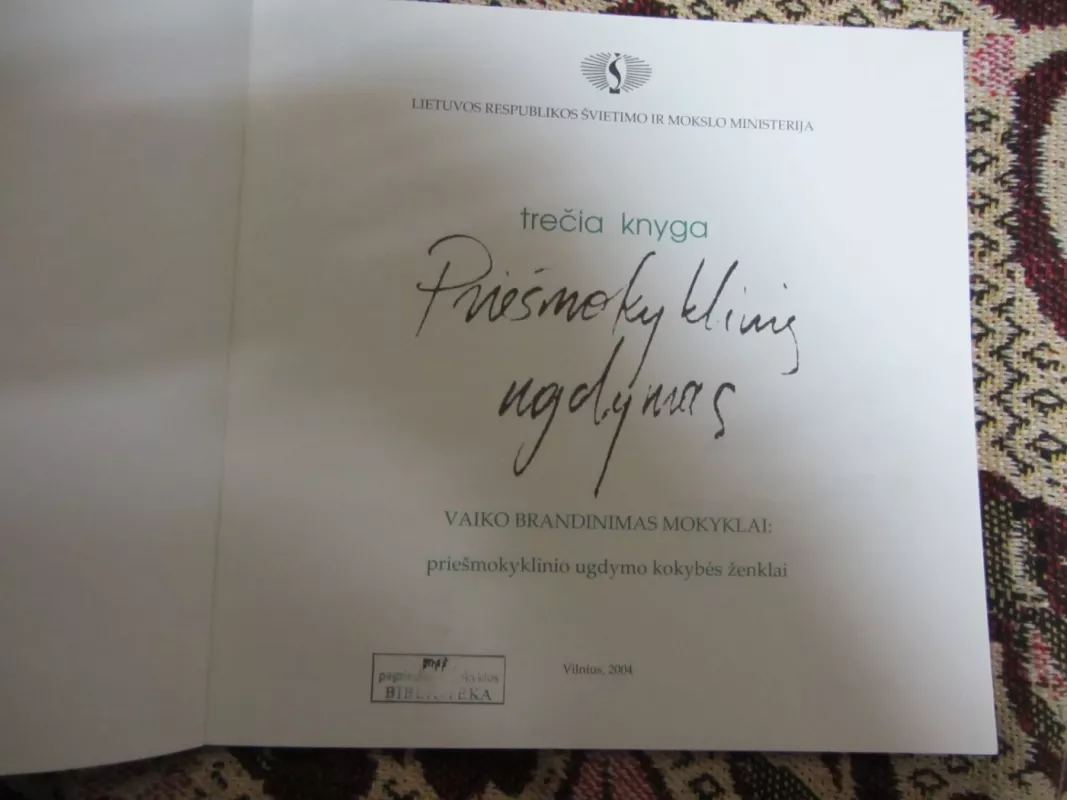 LIETUVOS RESPUBLIKOS ŠVIETIMO IR MOKSLO MINISTERIJA
trečia knyga
Priešmokyklinis
ugdymas
VAIKO BRANDINIMAS MOKYKLAI:
priešmokyklinio ugdymo kokybės ženklai
Vilnius, 2004
BIBLIOTEKA